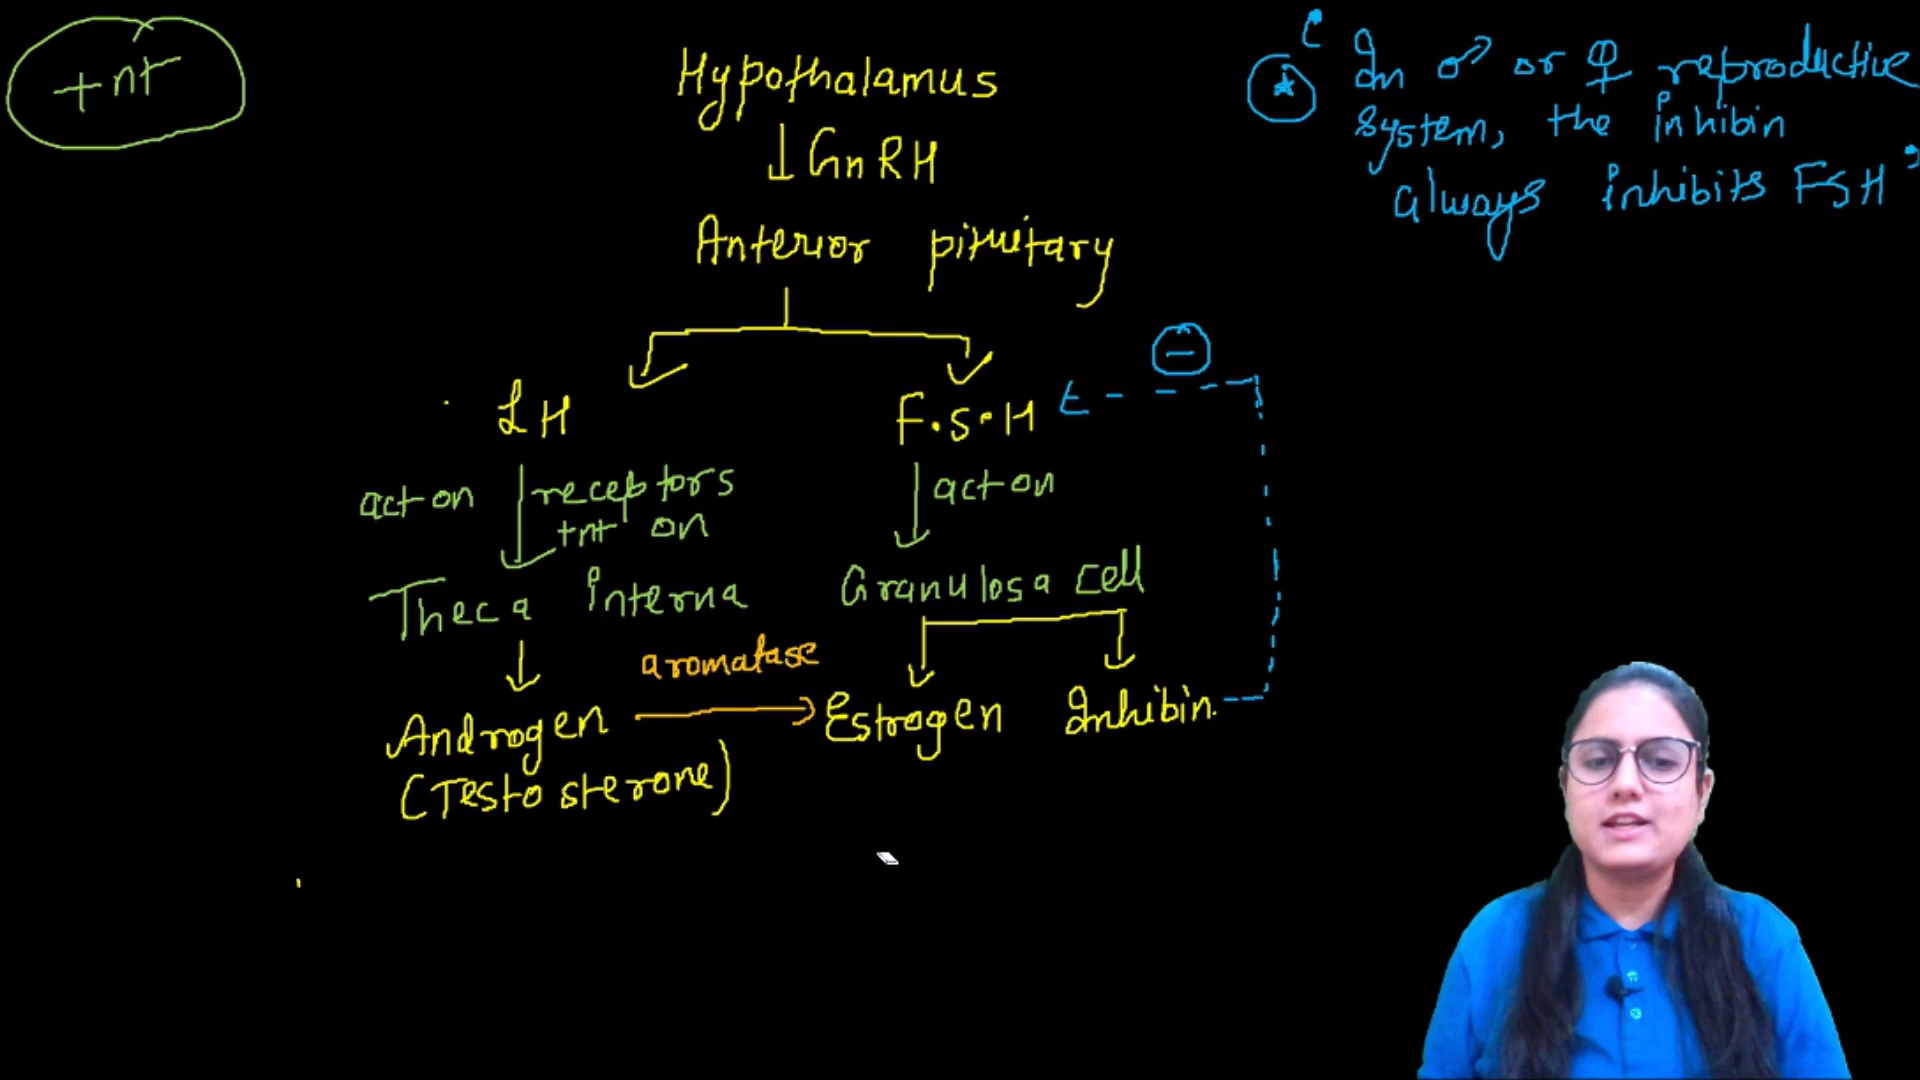 +nt
Hypothalamus
GnRH
Anterior pituitary
LH
F.S.H
act on
receptors
+nt on
act on
Theca interna
Granulosa cell
aromatase
Androgen
(Testosterone)
Estrogen
Inhibin
In ♂ or ♀ reproductive
system, the inhibin
always inhibits FSH